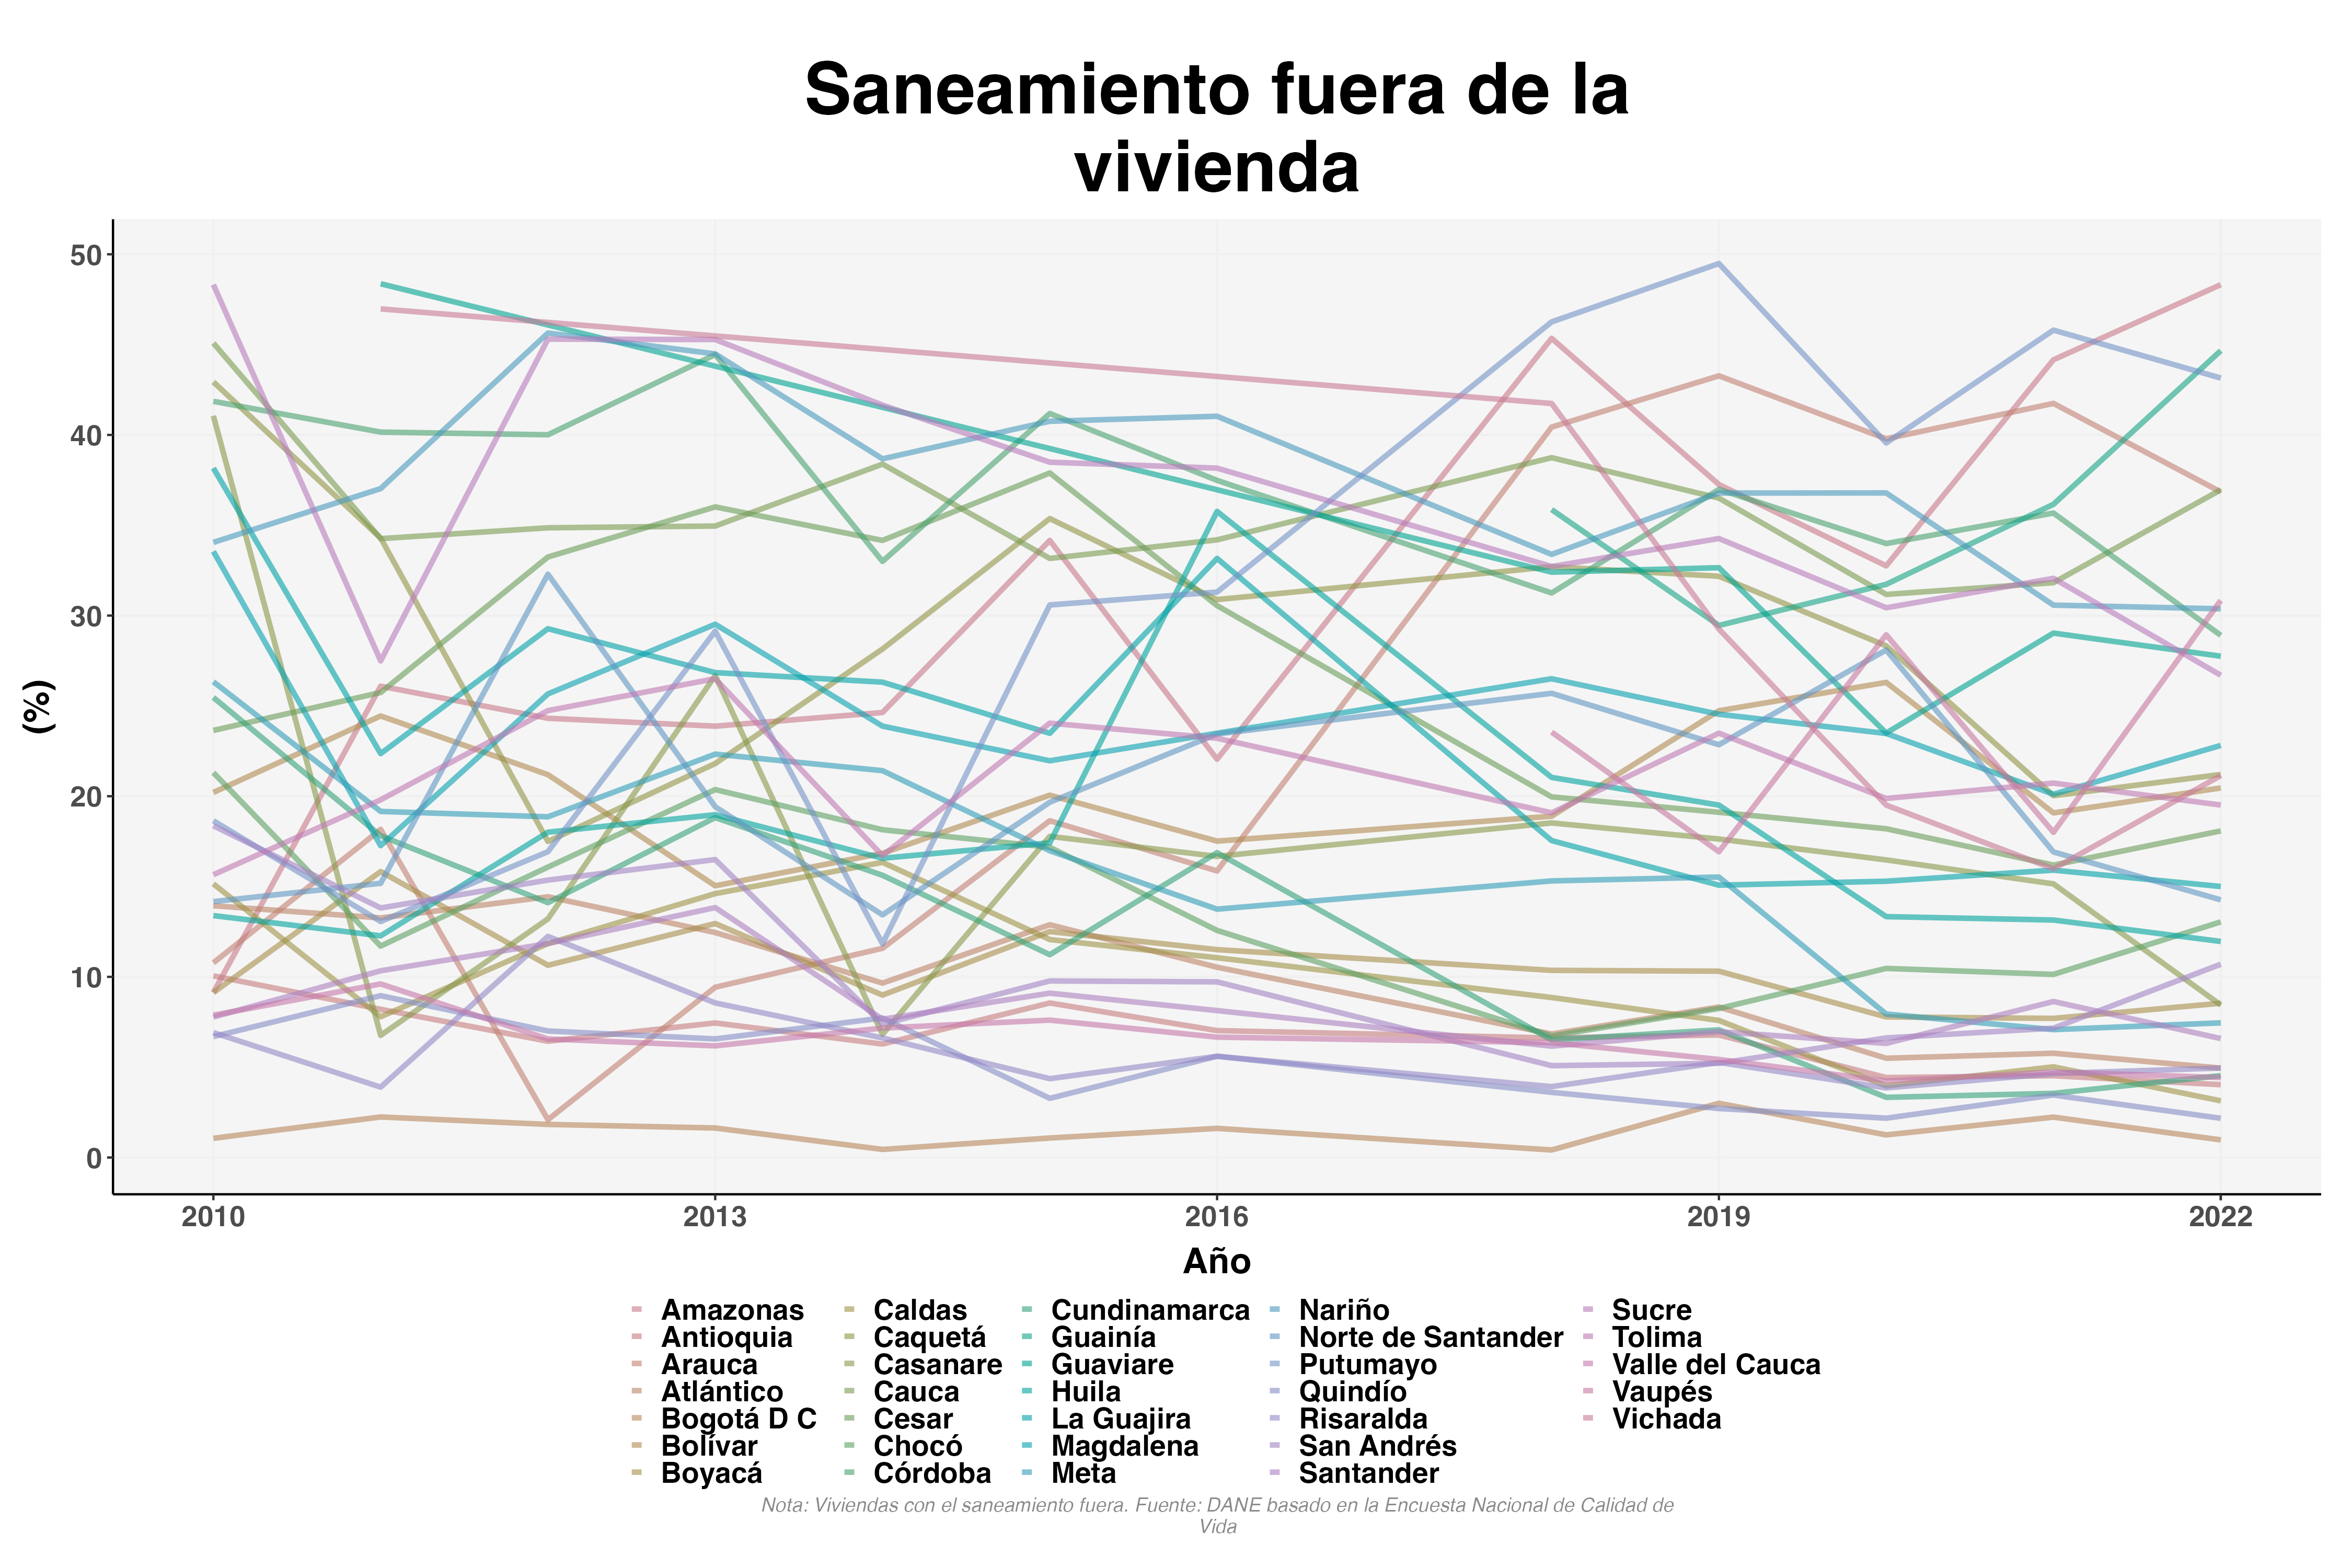 Saneamiento fuera de la
vivienda
50
40
30
20
10
0
(%)
2010 2013 2016 2019 2022
Año
Amazonas Caldas Cundinamarca Nariño Sucre
Antioquia Caquetá Guainía Norte de Santander Tolima
Arauca Casanare Guaviare Putumayo Valle del Cauca
Atlántico Cauca Huila Quindío Vaupés
Bogotá D C Cesar La Guajira Risaralda Vichada
Bolívar Chocó Magdalena San Andrés
Boyacá Córdoba Meta Santander
Nota: Viviendas con el saneamiento fuera. Fuente: DANE basado en la Encuesta Nacional de Calidad de
Vida